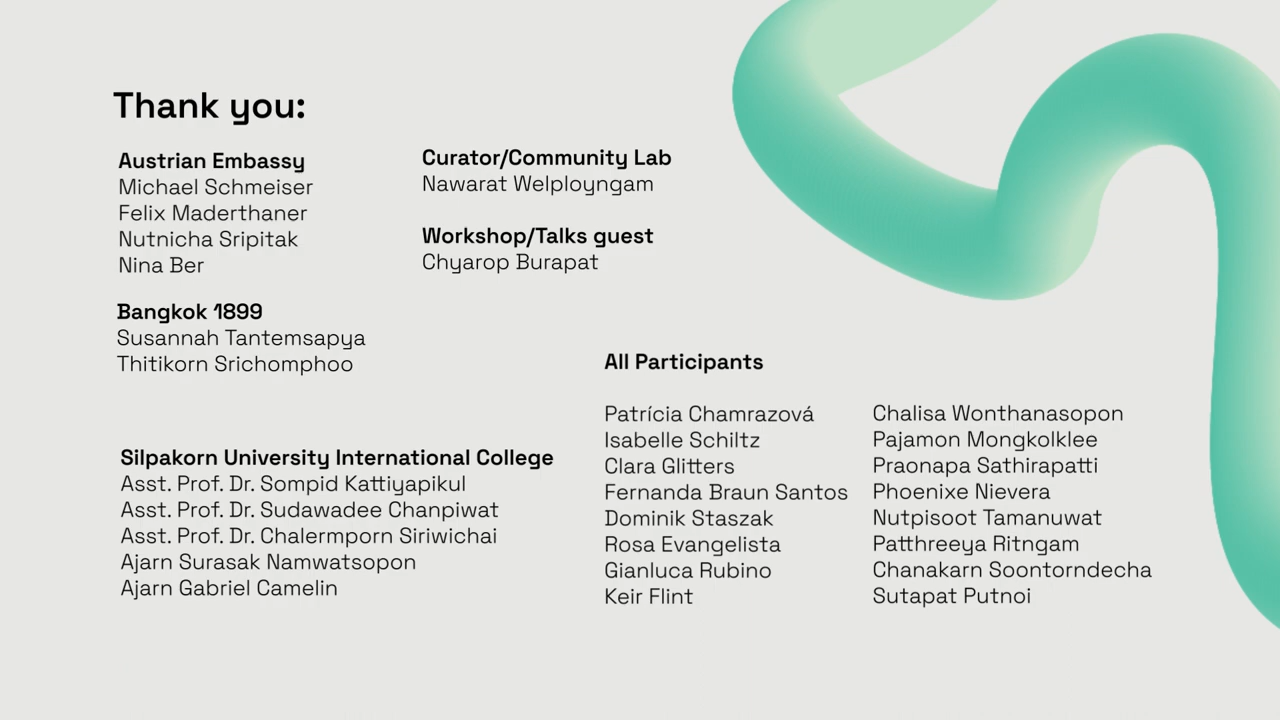 Thank you:
Austrian Embassy
Michael Schmeiser
Felix Maderthaner
Nutnicha Sripitak
Nina Ber
Curator/Community Lab
Nawarat Welployngam
Workshop/Talks guest
Chyarop Burapat
Bangkok 1899
Susannah Tantemsapya
Thitikorn Srichomphoo
Silpakorn University International College
Asst. Prof. Dr. Sompid Kattiyapikul
Asst. Prof. Dr. Sudawadee Chanpiwat
Asst. Prof. Dr. Chalermporn Siriwichai
Ajarn Surasak Namwatsopon
Ajarn Gabriel Camelin
All Participants
Patrícia Chamrazová
Isabelle Schiltz
Clara Glitters
Fernanda Braun Santos
Dominik Staszak
Rosa Evangelista
Gianluca Rubino
Keir Flint
Chalisa Wonthanasopon
Pajamon Mongkolklee
Praonapa Sathirapatti
Phoenixe Nievera
Nutpisoot Tamanuwat
Patthreeya Ritngam
Chanakarn Soontorndecha
Sutapat Putnoi